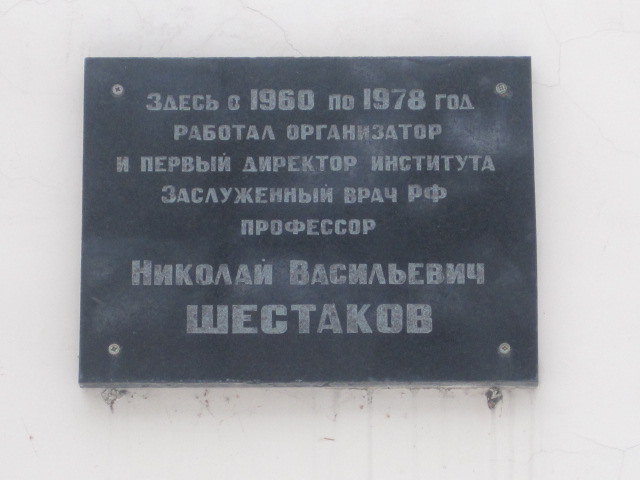 Здесь с 1960 по 1978 год
работал организатор
и первый директор института
Заслуженный врач РФ
профессор
Николай Васильевич
ШЕСТАКОВ